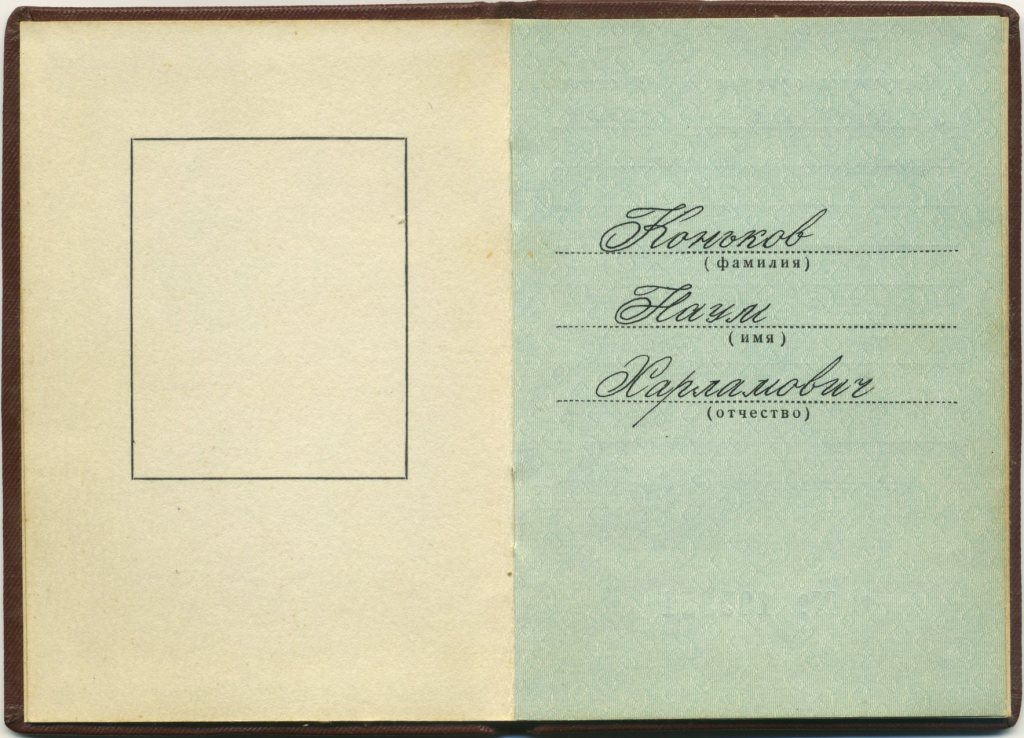 Коньков
(фамилия)
Наум
(имя)
Харламович
(отчество)